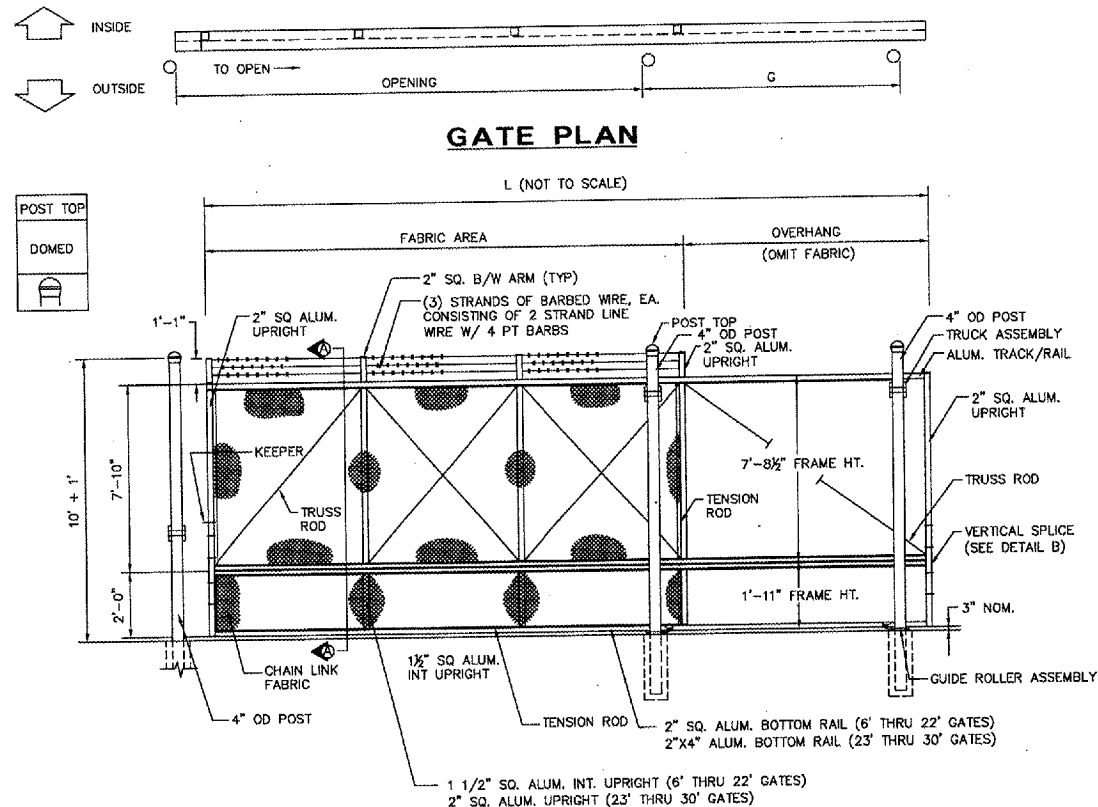 INSIDE
TO OPEN
OUTSIDE
OPENING
G
GATE PLAN
L (NOT TO SCALE)
POST TOP
DOMED
FABRIC AREA
OVERHANG
(OMIT FABRIC)
2" SQ. B/W ARM (TYP)
(3) STRANDS OF BARBED WIRE, EA.
CONSISTING OF 2 STRAND LINE
WIRE W/ 4 PT BARBS
1'-1"
2" SQ ALUM.
UPRIGHT
A
POST TOP
4" OD POST
2" SQ. ALUM.
UPRIGHT
4" OD POST
TRUCK ASSEMBLY
ALUM. TRACK/RAIL
2" SQ. ALUM.
UPRIGHT
10' + 1'
7'-10"
KEEPER
TRUSS
ROD
7'-8½" FRAME HT.
TENSION
ROD
TRUSS ROD
VERTICAL SPLICE
(SEE DETAIL B)
2'-0"
1'-11" FRAME HT.
3" NOM.
A
CHAIN LINK
FABRIC
1½" SQ ALUM.
INT UPRIGHT
GUIDE ROLLER ASSEMBLY
4" OD POST
TENSION ROD
2" SQ. ALUM. BOTTOM RAIL (6' THRU 22' GATES)
2"X4" ALUM. BOTTOM RAIL (23' THRU 30' GATES)
1 1/2" SQ. ALUM. INT. UPRIGHT (6' THRU 22' GATES)
2" SQ. ALUM. UPRIGHT (23' THRU 30' GATES)